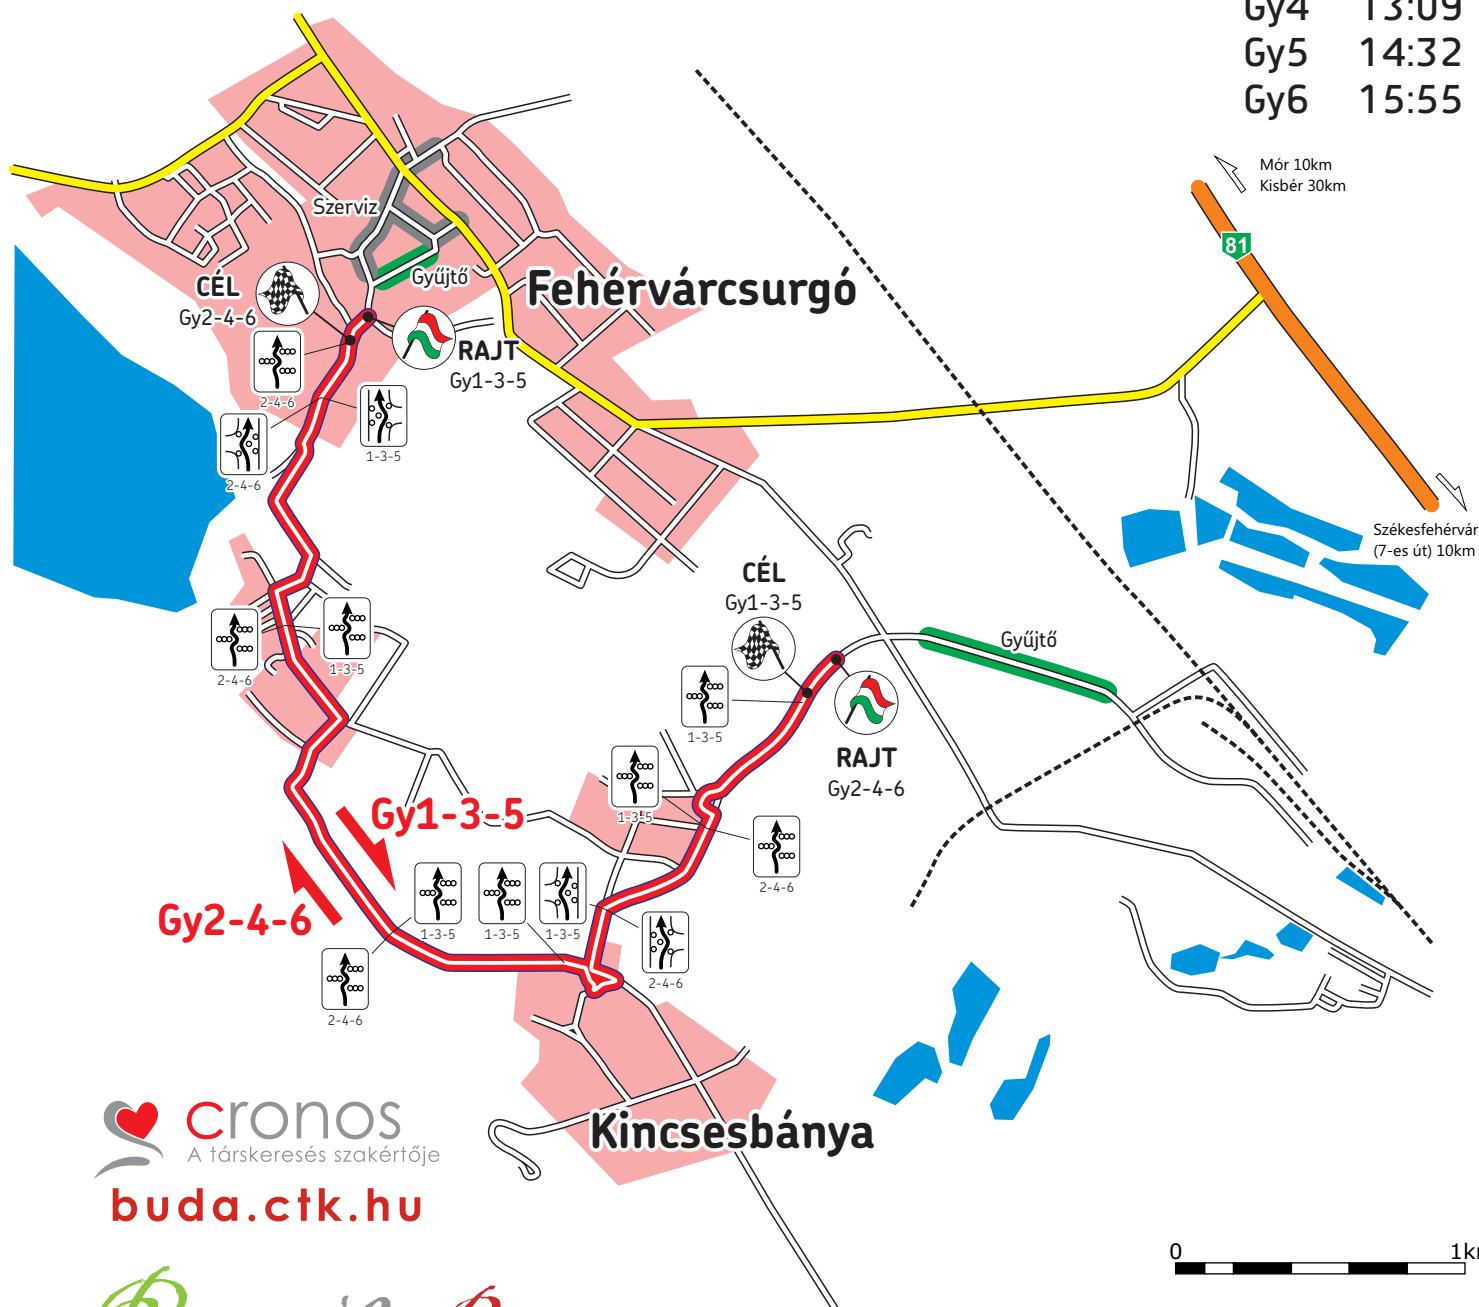 Gy4 13:09
Gy5 14:32
Gy6 15:55
Mór 10km
Kisbér 30km
81
Szerviz
Gyűjtő
Fehérvárcsurgó
CÉL
Gy2-4-6
RAJT
Gy1-3-5
2-4-6
1-3-5
2-4-6
Székesfehérvár
(7-es út) 10km
CÉL
Gy1-3-5
Gyűjtő
2-4-6
1-3-5
1-3-5
RAJT
Gy2-4-6
1-3-5
2-4-6
Gy1-3-5
Gy2-4-6
1-3-5
1-3-5
1-3-5
2-4-6
2-4-6
Kincsesbánya
cronos
A társkeresés szakértője
buda.ctk.hu
0 1km